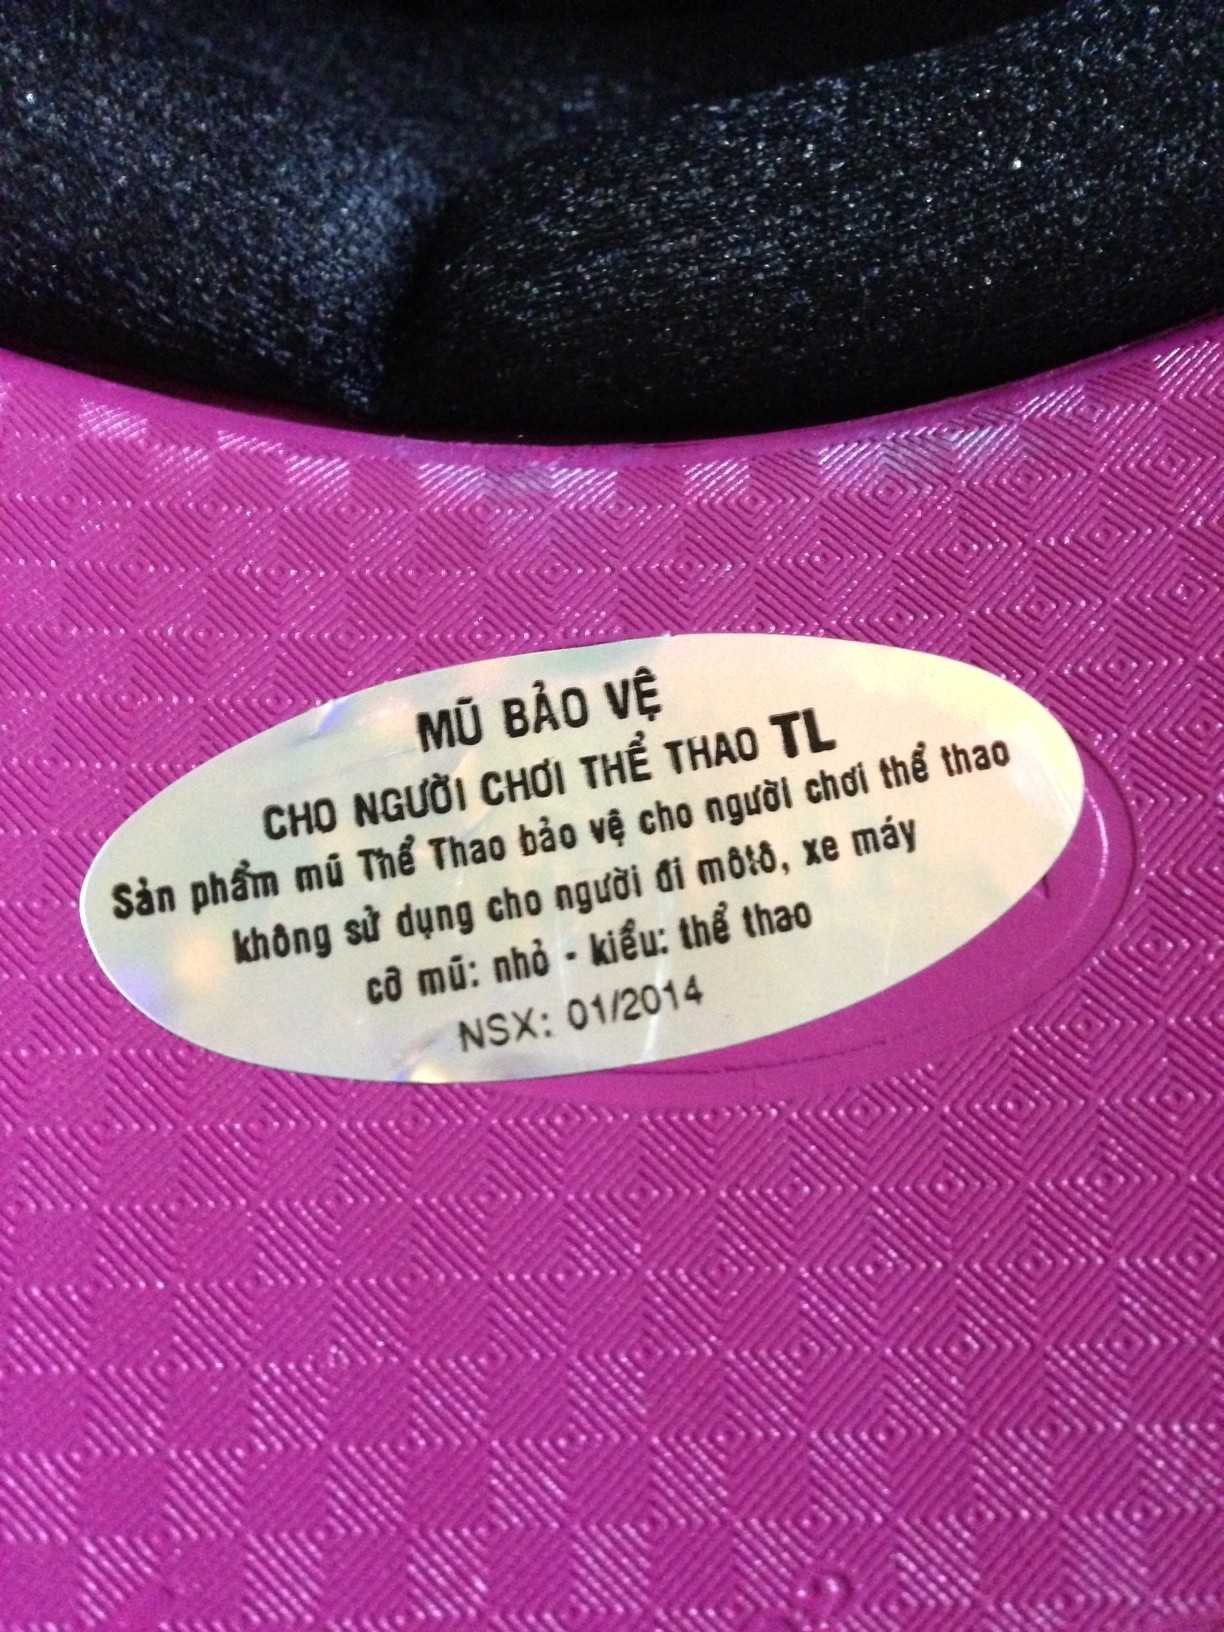 MŨ BẢO VỆ
CHO NGƯỜI CHƠI THỂ THAO TL
Sản phẩm mũ Thể Thao bảo vệ cho người chơi thể thao
không sử dụng cho người đi môtô, xe máy
cỡ mũ: nhỏ - kiểu: thể thao
NSX: 01/2014